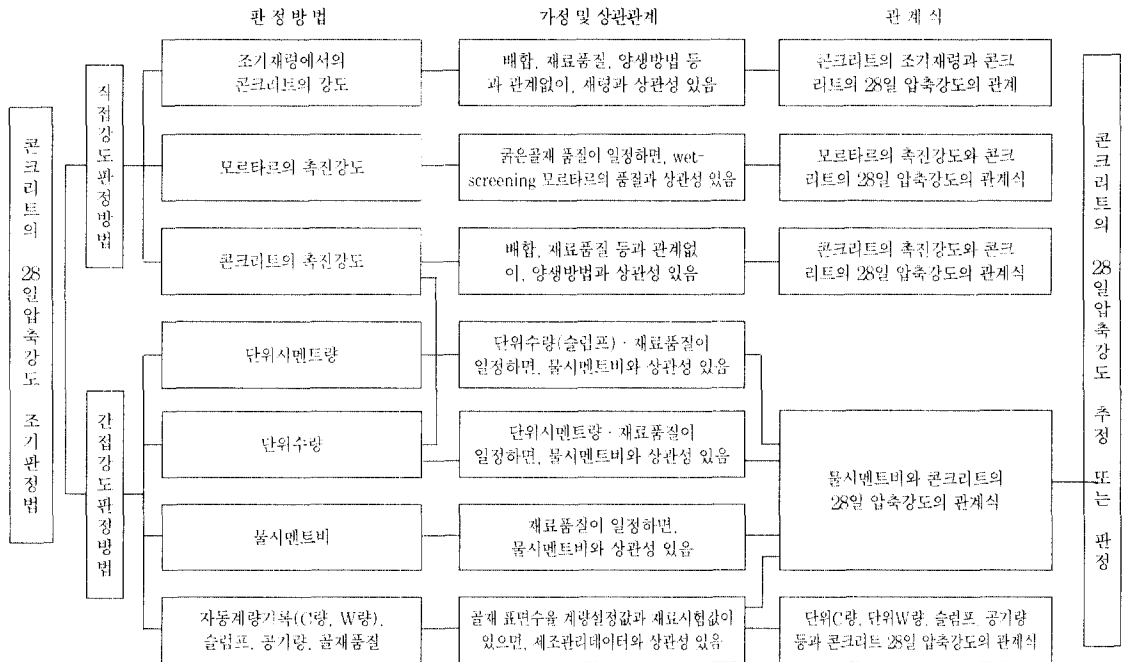 판 정 방 법
가정 및 상관관계
관 계 식
콘크리트의 28일압축강도 조기판정법
직접강도판정방법
조기재령에서의
콘크리트의 강도
배합, 재료품질, 양생방법 등
과 관계없이, 재령과 상관성 있음
콘크리트의 조기재령과 콘크
리트의 28일 압축강도의 관계
모르타르의 촉진강도
굵은골재 품질이 일정하면, wet-
screening 모르타르의 품질과 상관성 있음
모르타르의 촉진강도와 콘크
리트의 28일 압축강도의 관계식
콘크리트의 촉진강도
배합, 재료품질 등과 관계없
이, 양생방법과 상관성 있음
콘크리트의 촉진강도와 콘크
리트의 28일 압축강도의 관계식
간접강도판정방법
단위시멘트량
단위수량(슬럼프) · 재료품질이
일정하면, 물시멘트비와 상관성 있음
단위수량
단위시멘트량 · 재료품질이
일정하면, 물시멘트비와 상관성 있음
물시멘트비
재료품질이 일정하면,
물시멘트비와 상관성 있음
물시멘트비와 콘크리트의
28일 압축강도의 관계식
자동계량기록(C량, W량),
슬럼프, 공기량, 골재품질
골재 표면수율 계량설정값과 재료시험값이
있으면, 제조관리데이터와 상관성 있음
단위C량, 단위W량, 슬럼프, 공기량
등과 콘크리트 28일 압축강도의 관계식
콘크리트의 28일압축강도 추정 또는 판정